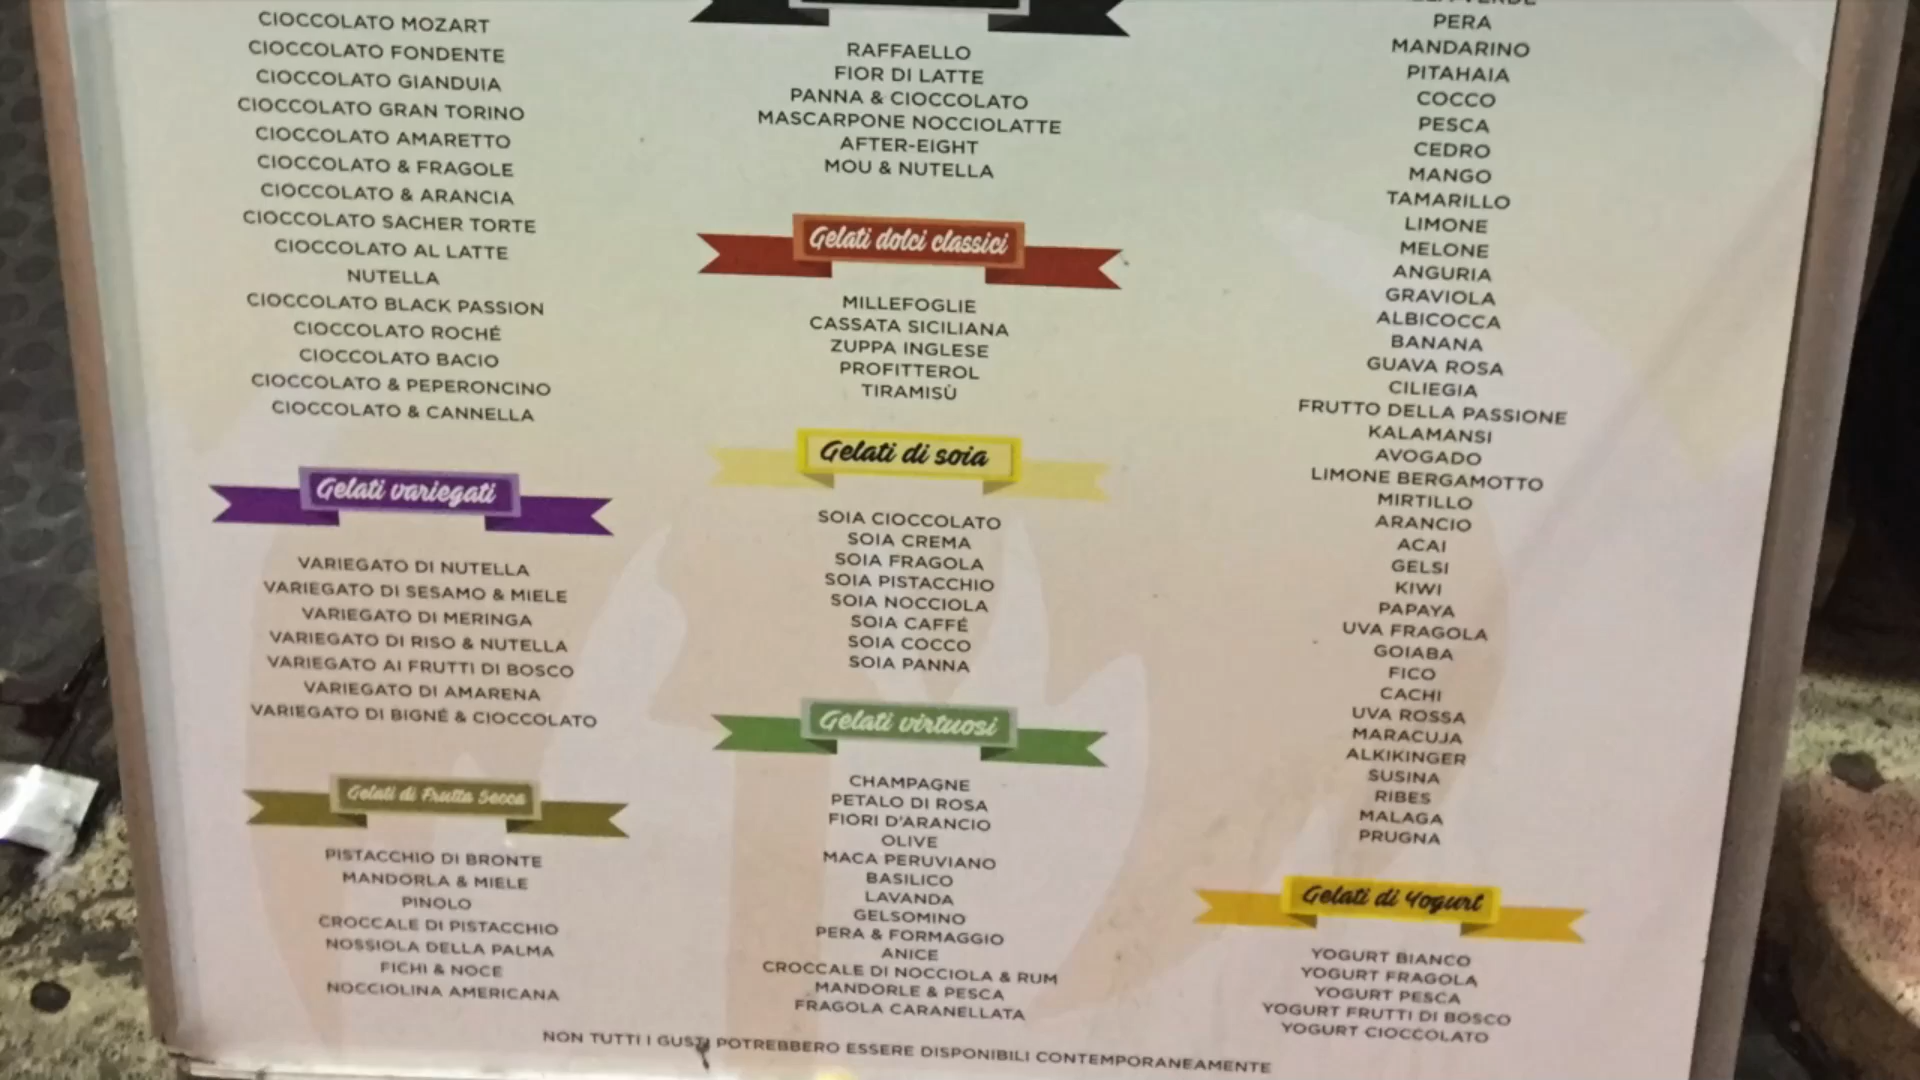 CIOCCOLATO MOZART
CIOCCOLATO FONDENTE
CIOCCOLATO GIANDUIA
CIOCCOLATO GRAN TORINO
CIOCCOLATO AMARETTO
CIOCCOLATO & FRAGOLE
CIOCCOLATO & ARANCIA
CIOCCOLATO SACHER TORTE
CIOCCOLATO AL LATTE
NUTELLA
CIOCCOLATO BLACK PASSION
CIOCCOLATO ROCHÉ
CIOCCOLATO BACIO
CIOCCOLATO & PEPERONCINO
CIOCCOLATO & CANNELLA
Gelati variegati
VARIEGATO DI NUTELLA
VARIEGATO DI SESAMO & MIELE
VARIEGATO DI MERINGA
VARIEGATO DI RISO & NUTELLA
VARIEGATO AI FRUTTI DI BOSCO
VARIEGATO DI AMARENA
VARIEGATO DI BIGNÉ & CIOCCOLATO
Gelati di Frutta Secca
PISTACCHIO DI BRONTE
MANDORLA & MIELE
PINOLO
CROCCALE DI PISTACCHIO
NOSSIOLA DELLA PALMA
FICHI & NOCE
NOCCIOLINA AMERICANA
RAFFAELLO
FIOR DI LATTE
PANNA & CIOCCOLATO
MASCARPONE NOCCIOLATTE
AFTER-EIGHT
MOU & NUTELLA
Gelati dolci classici
MILLEFOGLIE
CASSATA SICILIANA
ZUPPA INGLESE
PROFITTEROL
TIRAMISÙ
Gelati di soia
SOIA CIOCCOLATO
SOIA CREMA
SOIA FRAGOLA
SOIA PISTACCHIO
SOIA NOCCIOLA
SOIA CAFFÉ
SOIA COCCO
SOIA PANNA
Gelati virtuosi
CHAMPAGNE
PETALO DI ROSA
FIORI D'ARANCIO
OLIVE
MACA PERUVIANO
BASILICO
LAVANDA
GELSOMINO
PERA & FORMAGGIO
ANICE
CROCCALE DI NOCCIOLA & RUM
MANDORLE & PESCA
FRAGOLA CARANELLATA
VERDE
PERA
MANDARINO
PITAHAIA
COCCO
PESCA
CEDRO
MANGO
TAMARILLO
LIMONE
MELONE
ANGURIA
GRAVIOLA
ALBICOCCA
BANANA
GUAVA ROSA
CILIEGIA
FRUTTO DELLA PASSIONE
KALAMANSI
AVOGADO
LIMONE BERGAMOTTO
MIRTILLO
ARANCIO
ACAI
GELSI
KIWI
PAPAYA
UVA FRAGOLA
GOIABA
FICO
CACHI
UVA ROSSA
MARACUJA
ALKIKINGER
SUSINA
RIBES
MALAGA
PRUGNA
Gelati di Yogurt
YOGURT BIANCO
YOGURT FRAGOLA
YOGURT PESCA
YOGURT FRUTTI DI BOSCO
YOGURT CIOCCOLATO
NON TUTTI I GUSTI POTREBBERO ESSERE DISPONIBILI CONTEMPORANEAMENTE